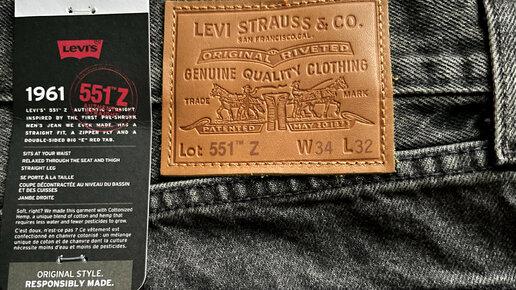 LEVI'S
1961
551™ Z
LEVI'S® 551™ Z AUTHENTIC STRAIGHT
INSPIRED BY THE FIRST PRE-SHRUNK
MEN'S JEAN WE EVER MADE. WAS A
STRAIGHT FIT, A ZIPPER FLY AND A
DOUBLE-SIDED BIG "E" RED TAB.
SITS AT YOUR WAIST
RELAXED THROUGH THE SEAT AND THIGH
STRAIGHT LEG
SE PORTE À LA TAILLE
COUPE DÉCONTRACTÉE AU NIVEAU DU BASSIN
ET DES CUISSES
JAMBE DROITE
Soft, right? We made this garment with Cottonized
Hemp, a unique blend of cotton and hemp that
requires less water and fewer pesticides to grow.
C'est doux, n'est-ce pas? Ce vêtement est
confectionné en chanvre cotonisé : un mélange
unique de coton et de chanvre dont la culture
nécessite moins d'eau et moins de pesticides.
ORIGINAL STYLE.
RESPONSIBLY MADE.
LEVI STRAUSS & CO.
SAN FRANCISCO, CAL.
ORIGINAL RIVETED
GENUINE QUALITY CLOTHING
TRADE MARK
PATENTED
Lot 551™ Z W34 L32